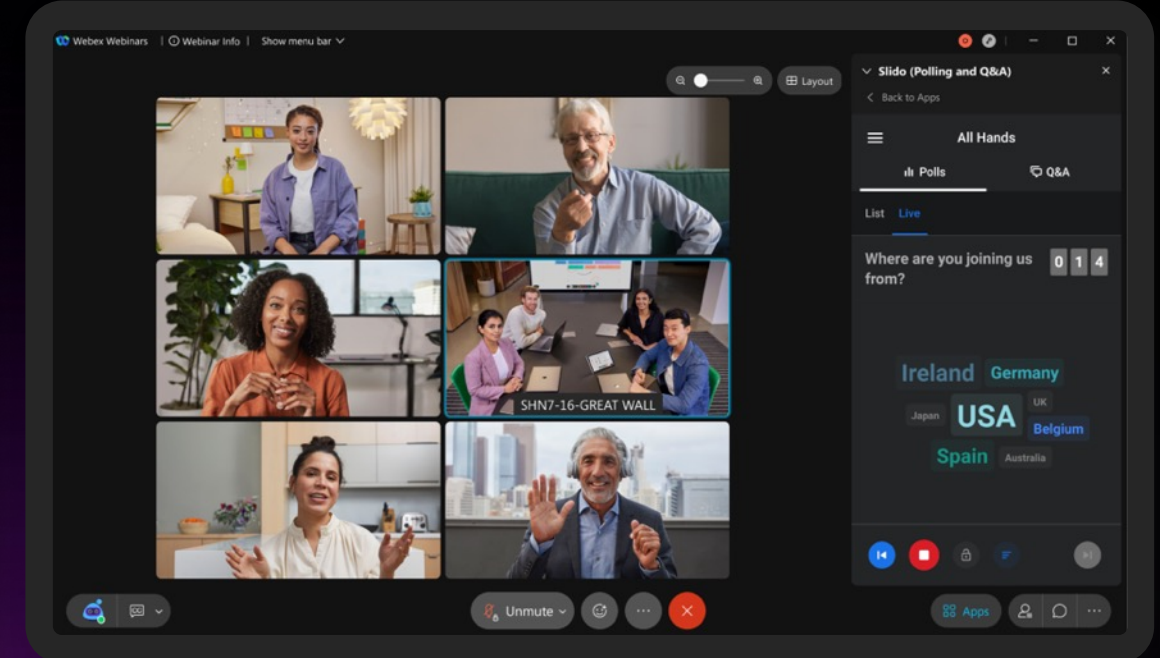 Webex Webinars
Webinar Info
Show menu bar
Layout
SHN7-16-GREAT WALL
CC
Unmute
Slido (Polling and Q&A)
Back to Apps
All Hands
Polls
Q&A
List
Live
Where are you joining us
from?
0 1 4
Ireland
Germany
Japan
USA
UK
Belgium
Spain
Australia
Apps